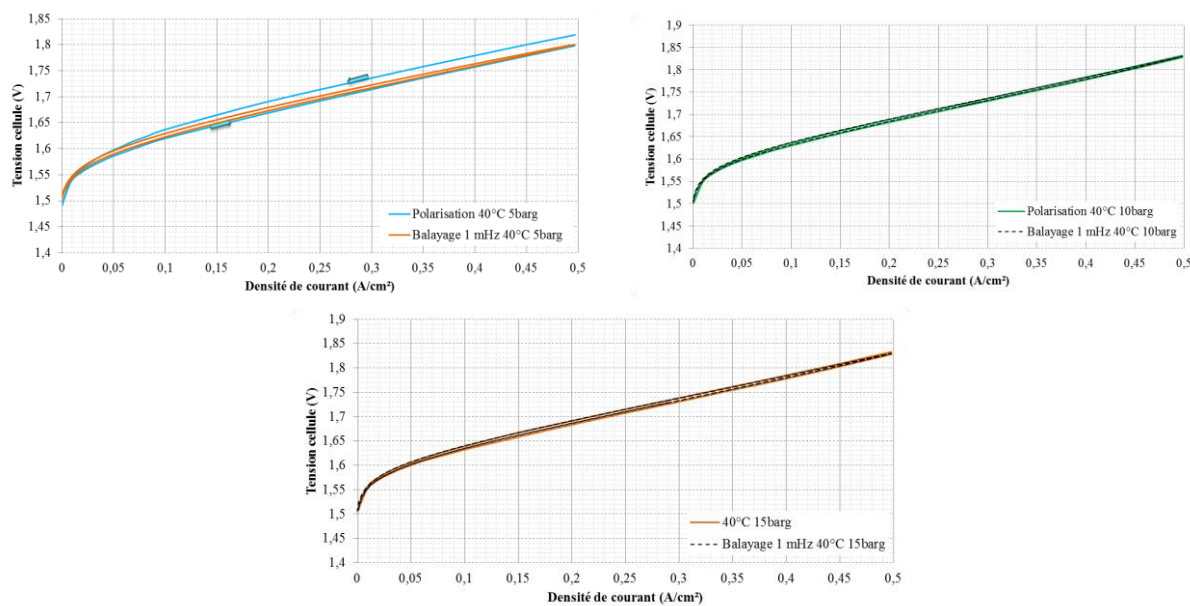 1,85
1,8
1,75
1,7
1,65
1,6
1,55
1,5
1,45
1,4
Tension cellule (V)
0 0,05 0,1 0,15 0,2 0,25 0,3 0,35 0,4 0,45 0,5
Densité de courant (A/cm²)
Polarisation 40°C 5barg
Balayage 1 mHz 40°C 5barg
1,9
1,85
1,8
1,75
1,7
1,65
1,6
1,55
1,5
1,45
1,4
Tension cellule (V)
0 0,05 0,1 0,15 0,2 0,25 0,3 0,35 0,4 0,45 0,5
Densité de courant (A/cm²)
Polarisation 40°C 10barg
Balayage 1 mHz 40°C 10barg
1,9
1,85
1,8
1,75
1,7
1,65
1,6
1,55
1,5
1,45
1,4
Tension cellule (V)
0 0,05 0,1 0,15 0,2 0,25 0,3 0,35 0,4 0,45 0,5
Densité de courant (A/cm²)
40°C 15barg
Balayage 1 mHz 40°C 15barg